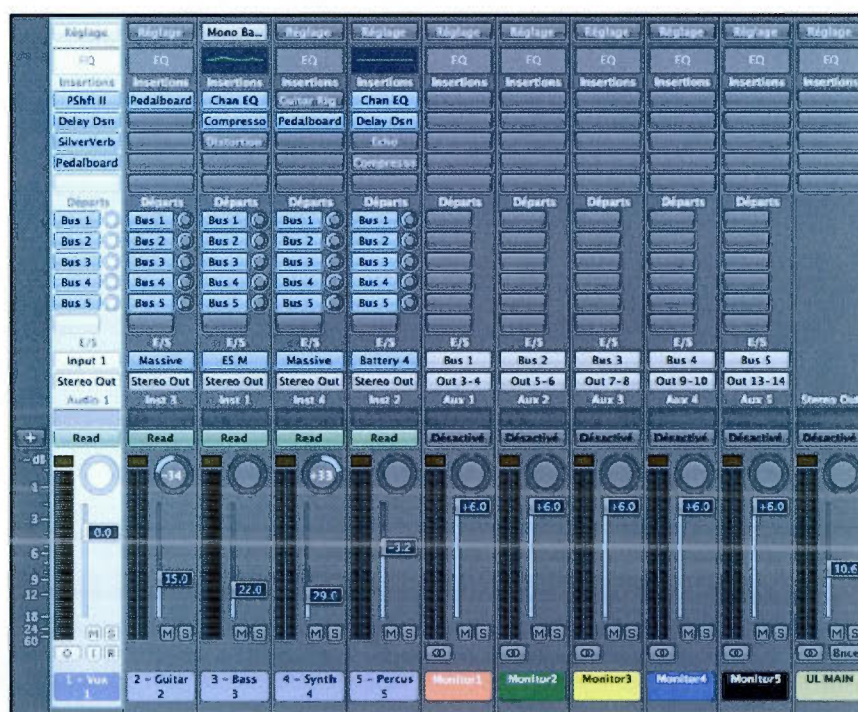 Réglage Réglage Mono Ba... Réglage Réglage Réglage Réglage Réglage Réglage Réglage Réglage
EQ EQ EQ EQ EQ EQ EQ EQ EQ
Insertions Insertions Insertions Insertions Insertions Insertions Insertions Insertions Insertions Insertions Insertions
PShft II Pedalboard Chan EQ Guitar Rig Chan EQ
Delay Dsn Compresso Pedalboard Delay Dsn
SilverVerb Distortion Echo
Pedalboard Compresso
Départs Départs Départs Départs Départs Départs Départs Départs Départs Départs
Bus 1 Bus 1 Bus 1 Bus 1 Bus 1
Bus 2 Bus 2 Bus 2 Bus 2 Bus 2
Bus 3 Bus 3 Bus 3 Bus 3 Bus 3
Bus 4 Bus 4 Bus 4 Bus 4 Bus 4
Bus 5 Bus 5 Bus 5 Bus 5 Bus 5
E/S E/S E/S E/S E/S E/S E/S E/S E/S E/S
Input 1 Massive ES M Massive Battery 4 Bus 1 Bus 2 Bus 3 Bus 4 Bus 5
Stereo Out Stereo Out Stereo Out Stereo Out Stereo Out Out 3-4 Out 5-6 Out 7-8 Out 9-10 Out 13-14
Audio 1 Inst 3 Inst 1 Inst 4 Inst 2 Aux 1 Aux 2 Aux 3 Aux 4 Aux 5 Stereo Out
+ Read Read Read Read Read Désactivé Désactivé Désactivé Désactivé Désactivé Désactivé
dB -34 +33
1
3 0.0 -3.2 +6.0 +6.0 +6.0 +6.0 +6.0
6
9 15.0 10.6
12 22.0 29.0
18
24 M S M S M S M S M S M S M S M S M S M S M
60
I R Bnce
1 - Vox 2 - Guitar 3 - Bass 4 - Synth 5 - Percus Monitor1 Monitor2 Monitor3 Monitor4 Monitor5 UL MAIN
1 2 3 4 5